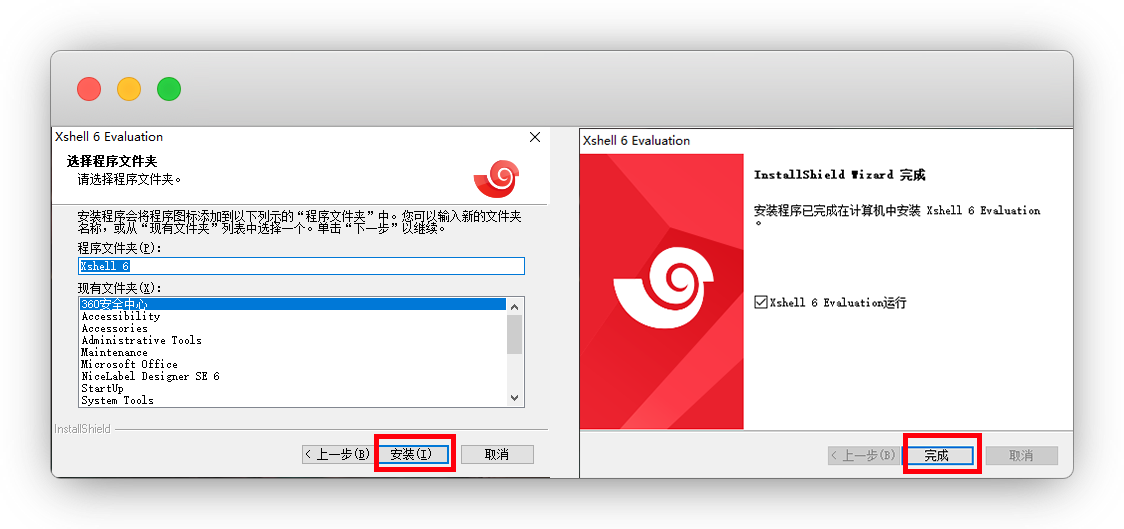 Xshell 6 Evaluation
选择程序文件夹
请选择程序文件夹。
安装程序会将程序图标添加到以下列示的“程序文件夹”中。您可以输入新的文件夹
名称，或从“现有文件夹”列表中选择一个。单击“下一步”以继续。
程序文件夹(P)：
Xshell 6
现有文件夹(X)：
360安全中心
Accessibility
Accessories
Administrative Tools
Maintenance
Microsoft Office
NiceLabel Designer SE 6
StartUp
System Tools
InstallShield
< 上一步(B)
安装(I)
取消
Xshell 6 Evaluation
InstallShield Wizard 完成
安装程序已完成在计算机中安装 Xshell 6 Evaluation
。
Xshell 6 Evaluation运行
< 上一步(B)
完成
取消